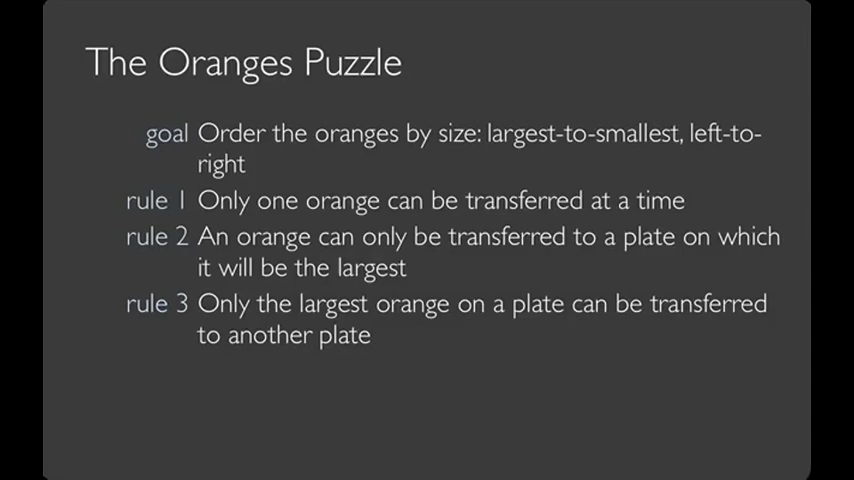 The Oranges Puzzle
goal Order the oranges by size: largest-to-smallest, left-to-
right
rule 1 Only one orange can be transferred at a time
rule 2 An orange can only be transferred to a plate on which
it will be the largest
rule 3 Only the largest orange on a plate can be transferred
to another plate